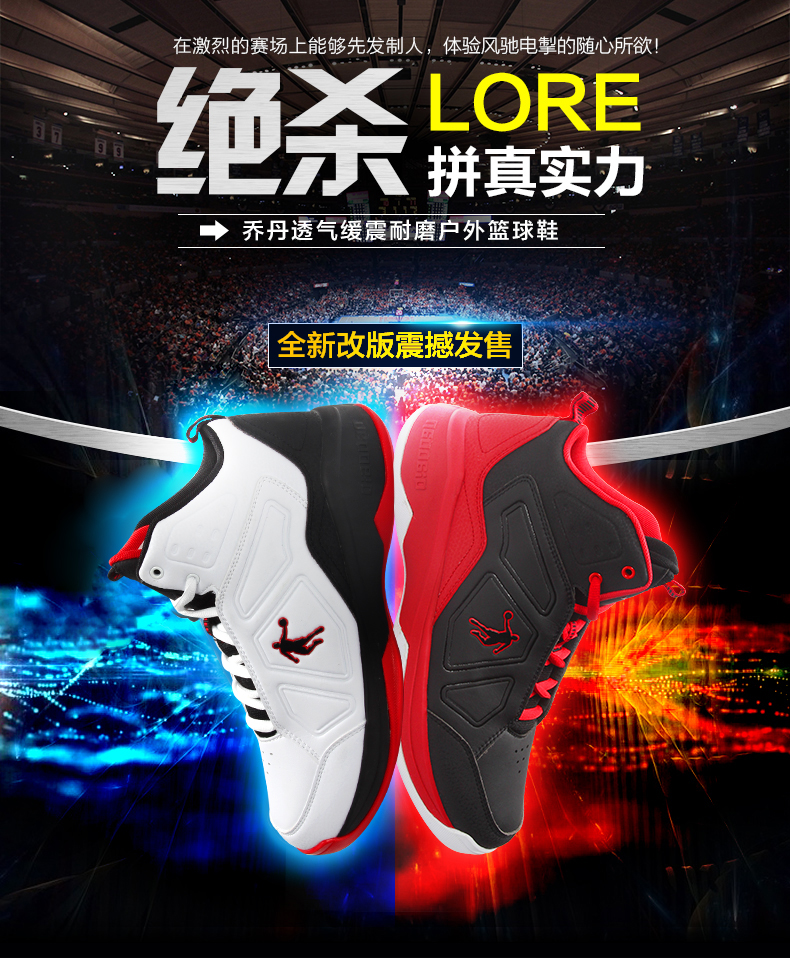 在激烈的赛场上能够先发制人，体验风驰电掣的随心所欲！
绝杀
LORE
拼真实力
乔丹透气缓震耐磨户外篮球鞋
全新改版震撼发售